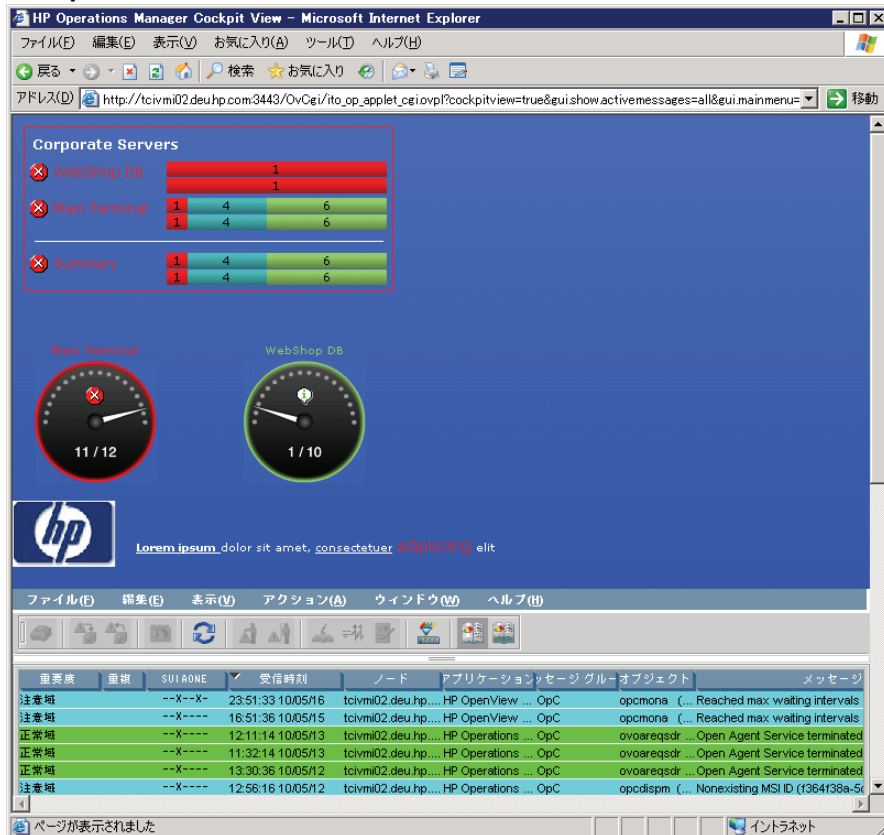 HP Operations Manager Cockpit View - Microsoft Internet Explorer
ファイル(F) 編集(E) 表示(V) お気に入り(A) ツール(T) ヘルプ(H)
戻る 検索 お気に入り
アドレス(D) http://tcivmi02.deu.hp.com:3443/OvCgi/ito_op_applet_cgi.ovpl?cockpitview=true&gui.show.activemessages=all&gui.mainmenu= 移動
Corporate Servers
WebShop DB 1
1
Main Terminal 1 4 6
1 4 6
Summary 1 4 6
1 4 6
Main Terminal WebShop DB
11 / 12 1 / 10
hp
Lorem ipsum dolor sit amet, consectetuer adipiscing elit
ファイル(F) 編集(E) 表示(V) アクション(A) ウィンドウ(W) ヘルプ(H)
重要度 重複 SUIAONE 受信時刻 ノード アプリケーション ッセージ グルー オブジェクト メッセージ
注意域 --X--X- 23:51:33 10/05/16 tcivmi02.deu.hp.... HP OpenView ... OpC opcmona (... Reached max waiting intervals
注意域 --X---- 16:51:36 10/05/15 tcivmi02.deu.hp.... HP OpenView ... OpC opcmona (... Reached max waiting intervals
正常域 --X---- 12:11:14 10/05/13 tcivmi02.deu.hp.... HP Operations ... OpC ovoareqsdr ... Open Agent Service terminated
正常域 --X---- 11:32:14 10/05/13 tcivmi02.deu.hp.... HP Operations ... OpC ovoareqsdr ... Open Agent Service terminated
正常域 --X---- 13:30:36 10/05/12 tcivmi02.deu.hp.... HP Operations ... OpC ovoareqsdr ... Open Agent Service terminated
注意域 --X---- 12:56:16 10/05/12 tcivmi02.deu.hp.... HP Operations ... OpC opcdispm (... Nonexisting MSI ID (f364f38a-5
ページが表示されました イントラネット